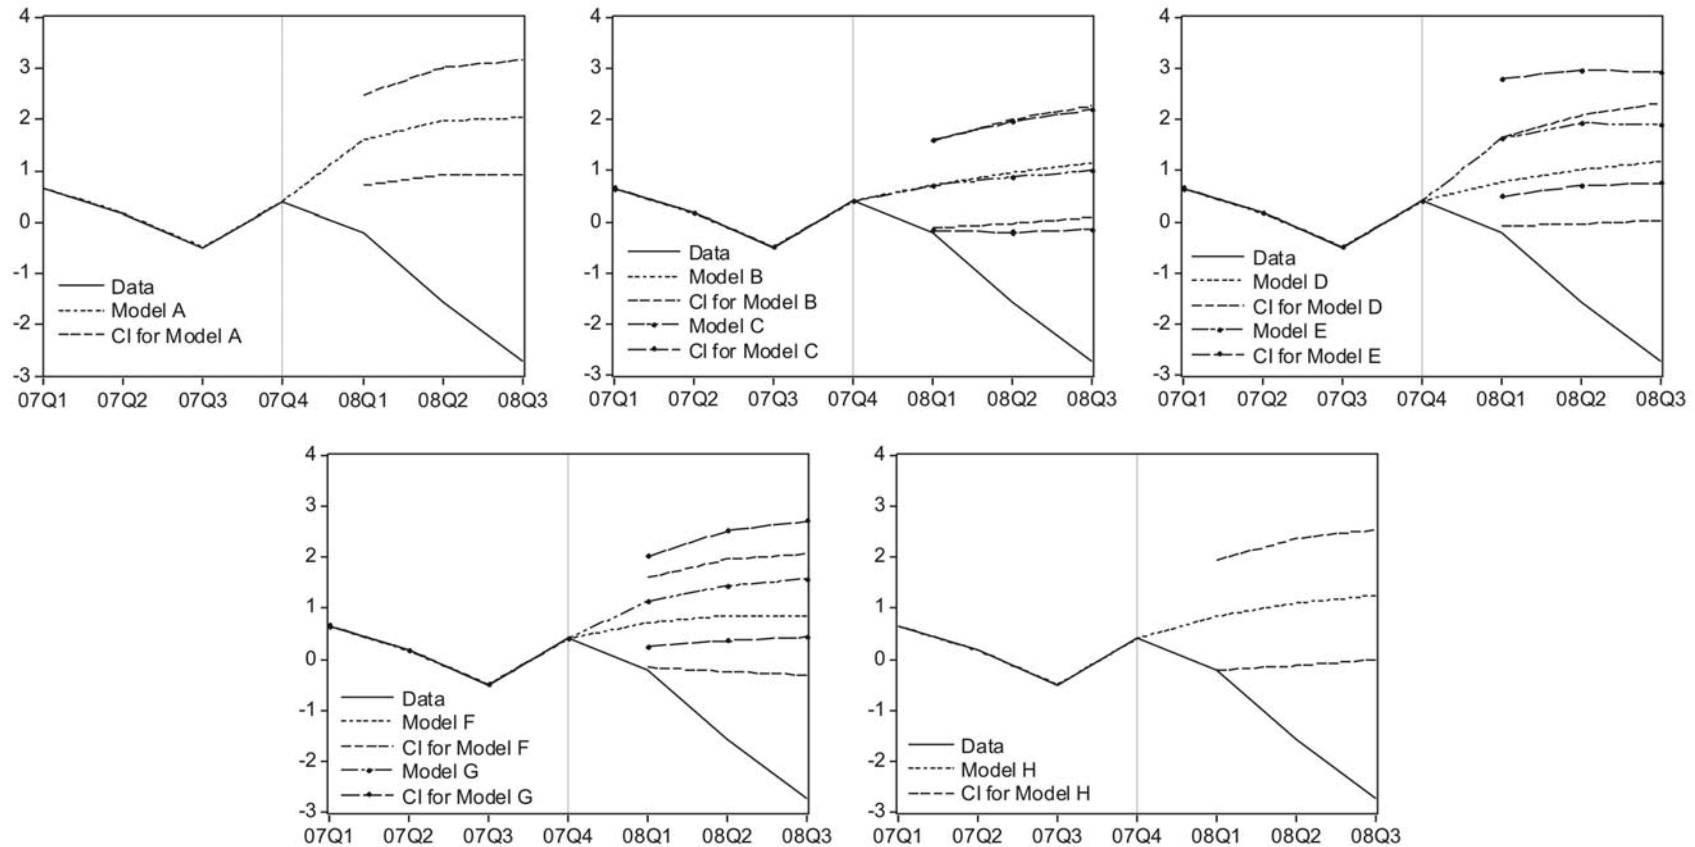 4
3
2
1
0
-1
-2
-3
Data
Model A
CI for Model A
07Q1 07Q2 07Q3 07Q4 08Q1 08Q2 08Q3
4
3
2
1
0
-1
-2
-3
Data
Model B
CI for Model B
Model C
CI for Model C
07Q1 07Q2 07Q3 07Q4 08Q1 08Q2 08Q3
4
3
2
1
0
-1
-2
-3
Data
Model D
CI for Model D
Model E
CI for Model E
07Q1 07Q2 07Q3 07Q4 08Q1 08Q2 08Q3
4
3
2
1
0
-1
-2
-3
Data
Model F
CI for Model F
Model G
CI for Model G
07Q1 07Q2 07Q3 07Q4 08Q1 08Q2 08Q3
4
3
2
1
0
-1
-2
-3
Data
Model H
CI for Model H
07Q1 07Q2 07Q3 07Q4 08Q1 08Q2 08Q3